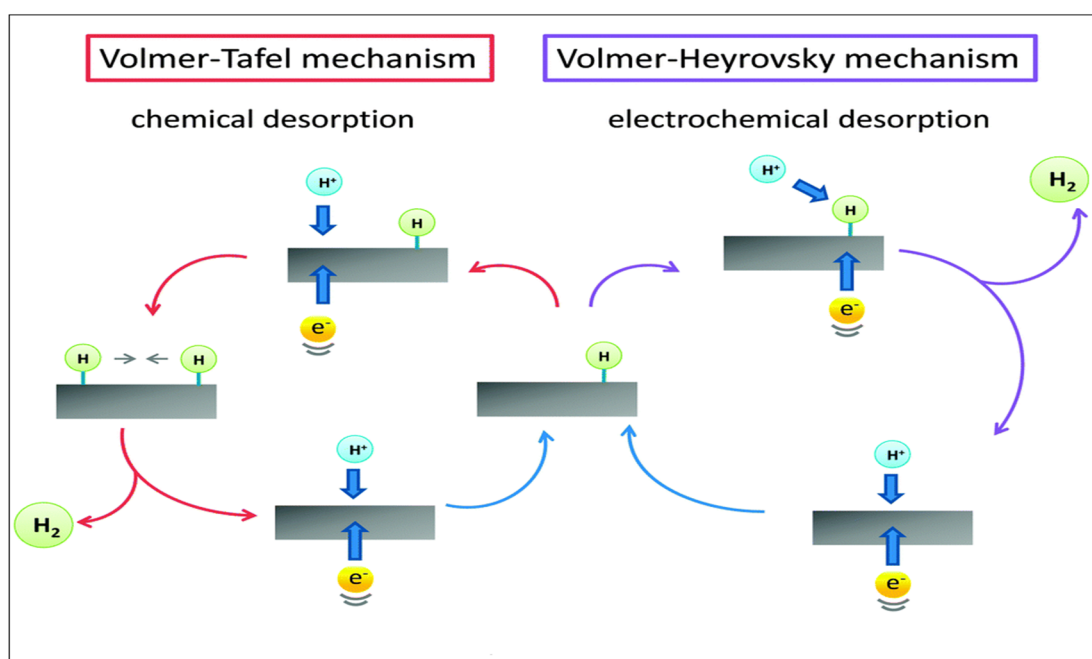 Volmer-Tafel mechanism
Volmer-Heyrovsky mechanism
chemical desorption
electrochemical desorption
H⁺
H
e⁻
H⁺
H
e⁻
H₂
H
H
H
H⁺
e⁻
H₂
H⁺
e⁻